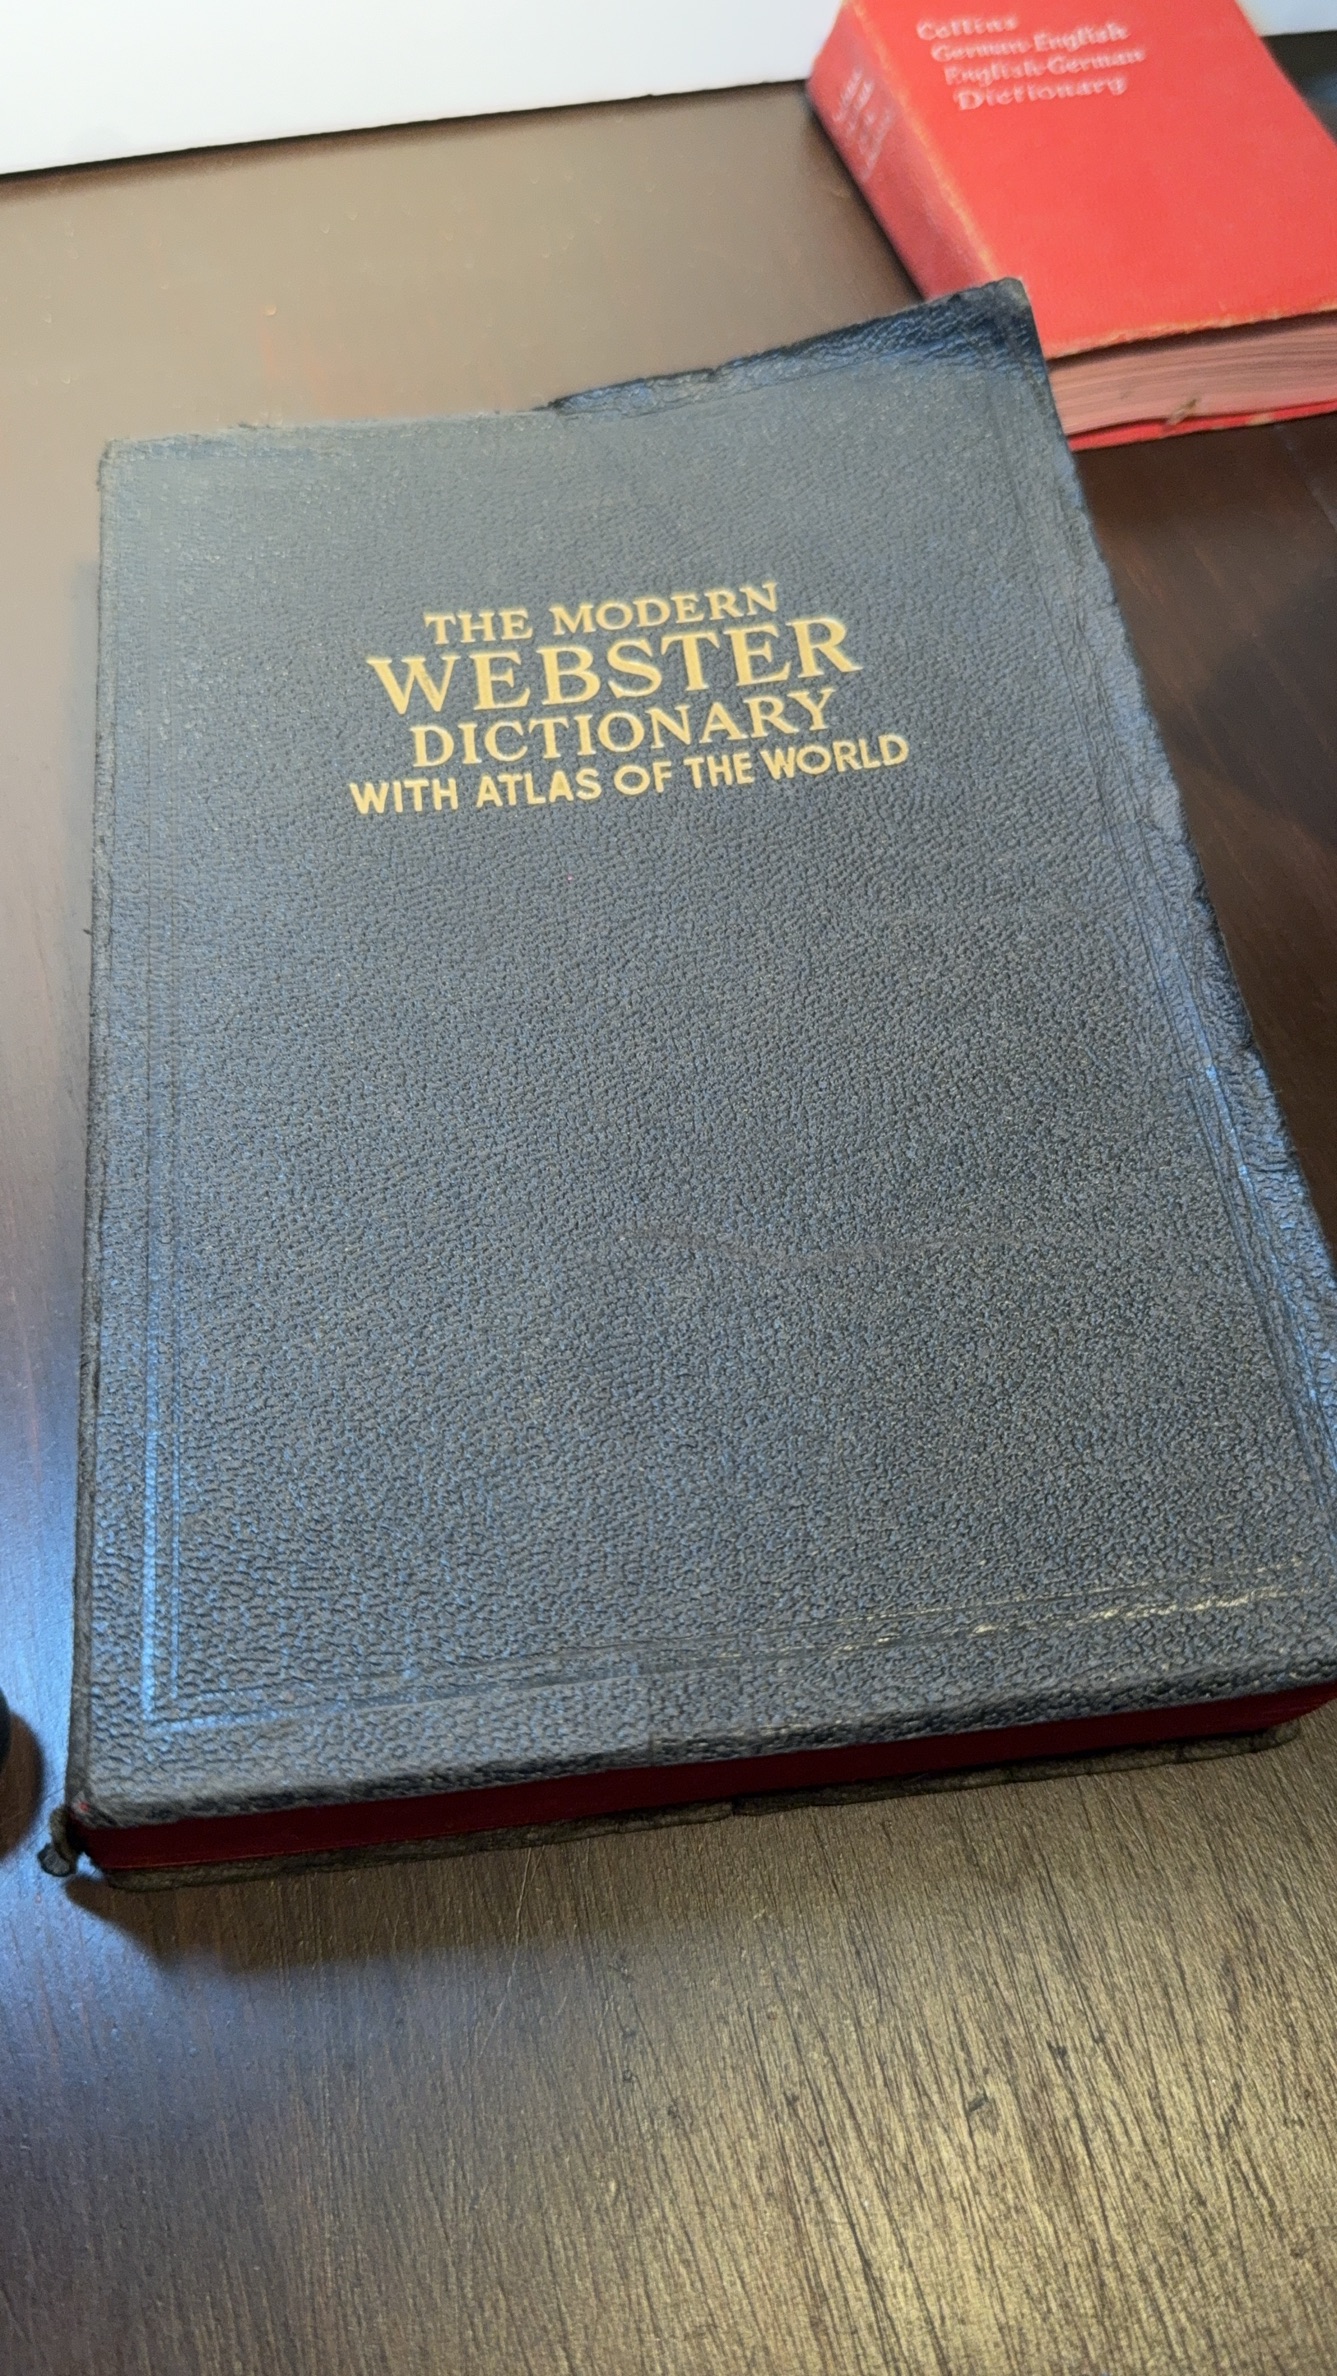 Collins
German-English
English-German
Dictionary
THE MODERN
WEBSTER
DICTIONARY
WITH ATLAS OF THE WORLD